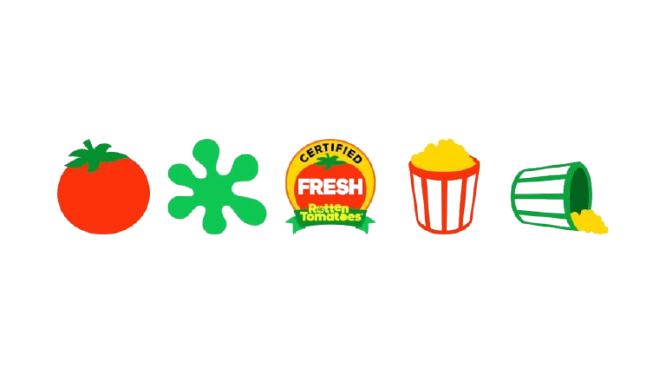 CERTIFIED
FRESH
Rotten
Tomatoes